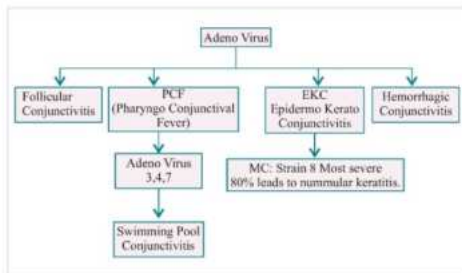 Adeno Virus
Follicular
Conjunctivitis
PCF
(Pharyngo Conjunctival
Fever)
EKC
Epidermo Kerato
Conjunctivitis
Hemorrhagic
Conjunctivitis
Adeno Virus
3,4,7
MC: Strain 8 Most severe
80% leads to nummular keratitis.
Swimming Pool
Conjunctivitis